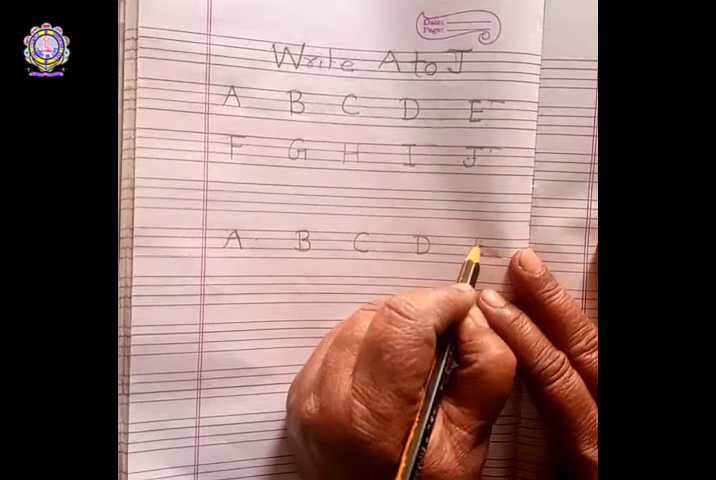 Date:
Page:
Write A to J
A B C D E
F G H I J
A B C D